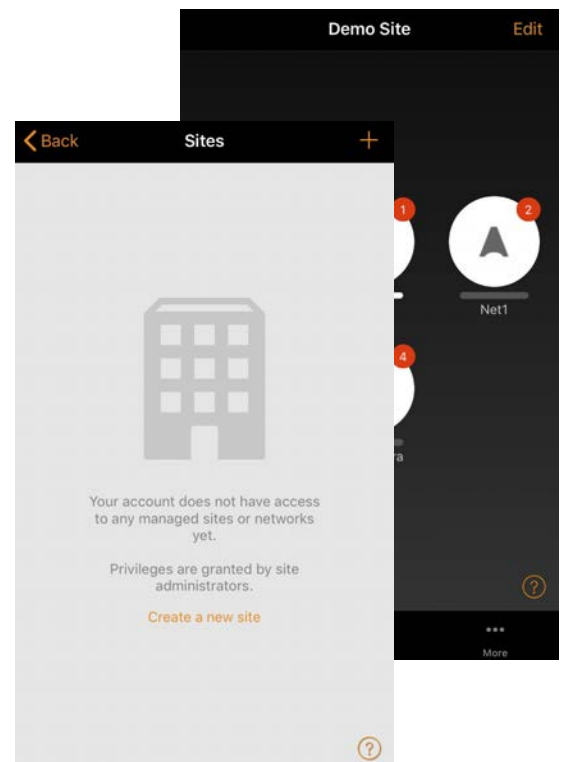 Demo Site
Edit
Back
Sites
+
1
2
Net1
4
ra
Your account does not have access
to any managed sites or networks
yet.
Privileges are granted by site
administrators.
Create a new site
?
More
?